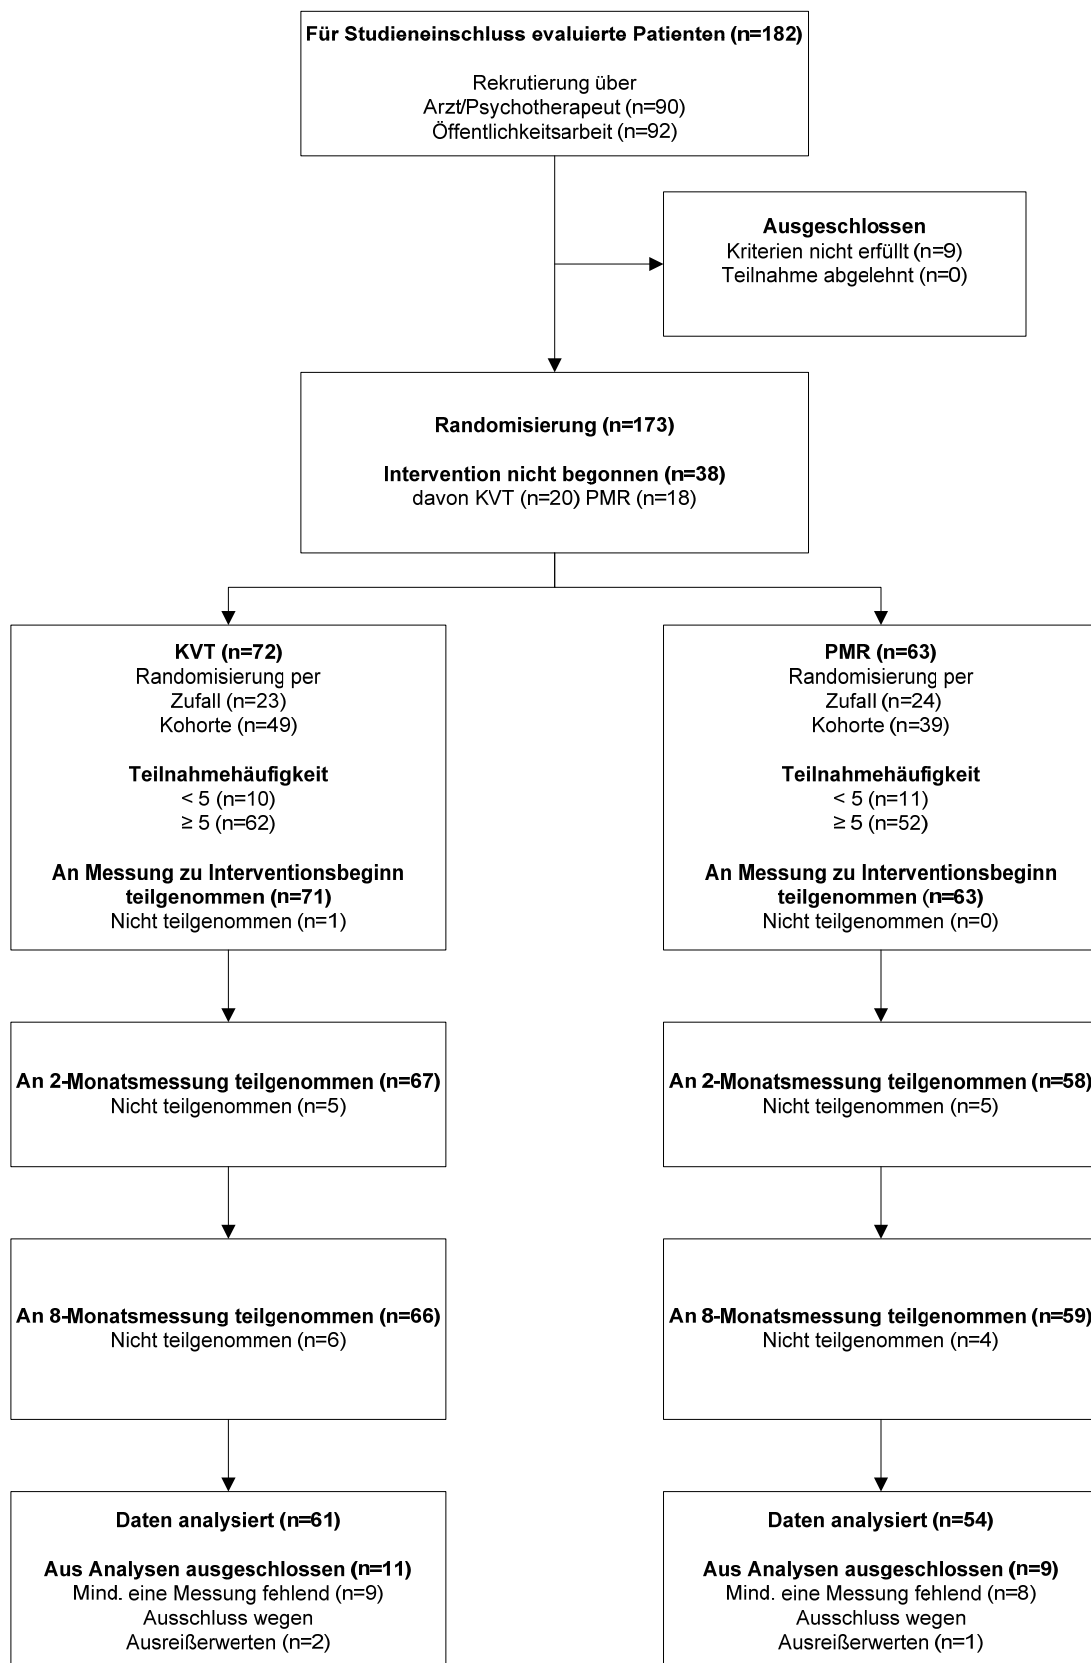 Für Studieneinschluss evaluierte Patienten (n=182)
Rekrutierung über
Arzt/Psychotherapeut (n=90)
Öffentlichkeitsarbeit (n=92)
Ausgeschlossen
Kriterien nicht erfüllt (n=9)
Teilnahme abgelehnt (n=0)
Randomisierung (n=173)
Intervention nicht begonnen (n=38)
davon KVT (n=20) PMR (n=18)
KVT (n=72)
Randomisierung per
Zufall (n=23)
Kohorte (n=49)
Teilnahmehäufigkeit
< 5 (n=10)
≥ 5 (n=62)
An Messung zu Interventionsbeginn
teilgenommen (n=71)
Nicht teilgenommen (n=1)
PMR (n=63)
Randomisierung per
Zufall (n=24)
Kohorte (n=39)
Teilnahmehäufigkeit
< 5 (n=11)
≥ 5 (n=52)
An Messung zu Interventionsbeginn
teilgenommen (n=63)
Nicht teilgenommen (n=0)
An 2-Monatsmessung teilgenommen (n=67)
Nicht teilgenommen (n=5)
An 2-Monatsmessung teilgenommen (n=58)
Nicht teilgenommen (n=5)
An 8-Monatsmessung teilgenommen (n=66)
Nicht teilgenommen (n=6)
An 8-Monatsmessung teilgenommen (n=59)
Nicht teilgenommen (n=4)
Daten analysiert (n=61)
Aus Analysen ausgeschlossen (n=11)
Mind. eine Messung fehlend (n=9)
Ausschluss wegen
Ausreißerwerten (n=2)
Daten analysiert (n=54)
Aus Analysen ausgeschlossen (n=9)
Mind. eine Messung fehlend (n=8)
Ausschluss wegen
Ausreißerwerten (n=1)